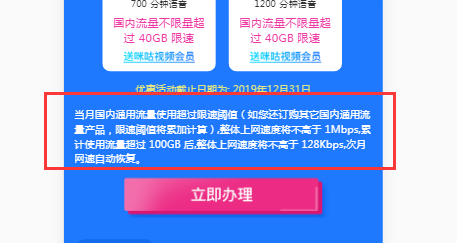 700 分钟语音
1200 分钟语音
国内流量不限量超
过 40GB 限速
国内流量不限量超
过 40GB 限速
送咪咕视频会员
送咪咕视频会员
优惠活动截止日期为: 2019年12月31日
当月国内通用流量使用超过限速阈值（如您还订购其它国内通用流
量产品，限速阈值将累加计算）,整体上网速度将不高于 1Mbps,累
计使用流量超过 100GB 后,整体上网速度将不高于 128Kbps,次月
网速自动恢复。
立即办理